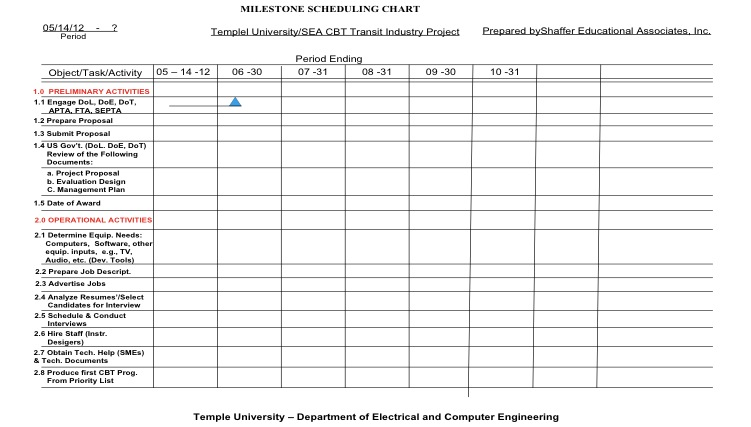 MILESTONE SCHEDULING CHART
05/14/12 - ?
Period
Templel University/SEA CBT Transit Industry Project
Prepared byShaffer Educational Associates, Inc.
Period Ending
Object/Task/Activity 05 – 14 -12 06 -30 07 -31 08 -31 09 -30 10 -31
1.0 PRELIMINARY ACTIVITIES
1.1 Engage DoL, DoE, DoT,
APTA, FTA, SEPTA
1.2 Prepare Proposal
1.3 Submit Proposal
1.4 US Gov't. (DoL. DoE, DoT)
Review of the Following
Documents:
a. Project Proposal
b. Evaluation Design
C. Management Plan
1.5 Date of Award
2.0 OPERATIONAL ACTIVITIES
2.1 Determine Equip. Needs:
Computers, Software, other
equip. inputs, e.g., TV,
Audio, etc. (Dev. Tools)
2.2 Prepare Job Descript.
2.3 Advertise Jobs
2.4 Analyze Resumes'/Select
Candidates for Interview
2.5 Schedule & Conduct
Interviews
2.6 Hire Staff (Instr.
Desigers)
2.7 Obtain Tech. Help (SMEs)
& Tech. Documents
2.8 Produce first CBT Prog.
From Priority List
Temple University – Department of Electrical and Computer Engineering